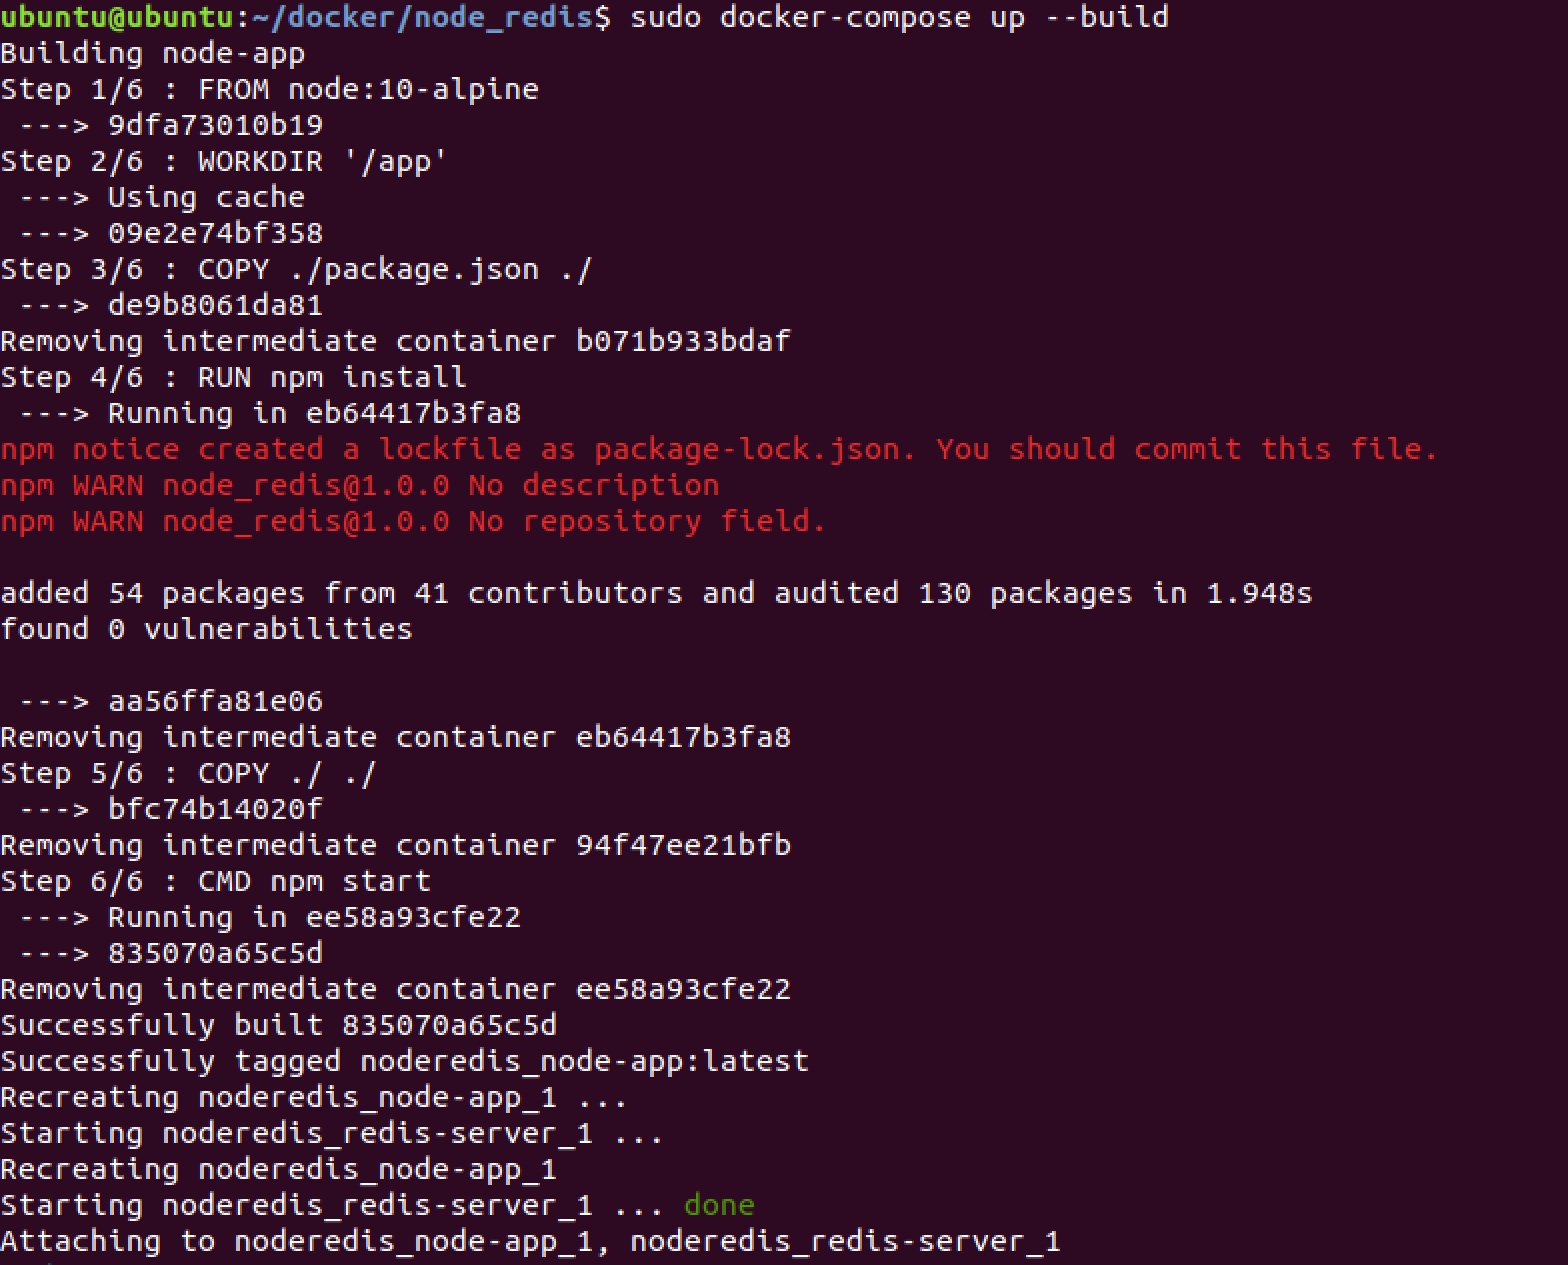 ubuntu@ubuntu:~/docker/node_redis$ sudo docker-compose up --build
Building node-app
Step 1/6 : FROM node:10-alpine
 ---> 9dfa73010b19
Step 2/6 : WORKDIR '/app'
 ---> Using cache
 ---> 09e2e74bf358
Step 3/6 : COPY ./package.json ./
 ---> de9b8061da81
Removing intermediate container b071b933bdaf
Step 4/6 : RUN npm install
 ---> Running in eb64417b3fa8
npm notice created a lockfile as package-lock.json. You should commit this file.
npm WARN node_redis@1.0.0 No description
npm WARN node_redis@1.0.0 No repository field.
added 54 packages from 41 contributors and audited 130 packages in 1.948s
found 0 vulnerabilities
 ---> aa56ffa81e06
Removing intermediate container eb64417b3fa8
Step 5/6 : COPY ./ ./
 ---> bfc74b14020f
Removing intermediate container 94f47ee21bfb
Step 6/6 : CMD npm start
 ---> Running in ee58a93cfe22
 ---> 835070a65c5d
Removing intermediate container ee58a93cfe22
Successfully built 835070a65c5d
Successfully tagged noderedis_node-app:latest
Recreating noderedis_node-app_1 ...
Starting noderedis_redis-server_1 ...
Recreating noderedis_node-app_1
Starting noderedis_redis-server_1 ... done
Attaching to noderedis_node-app_1, noderedis_redis-server_1